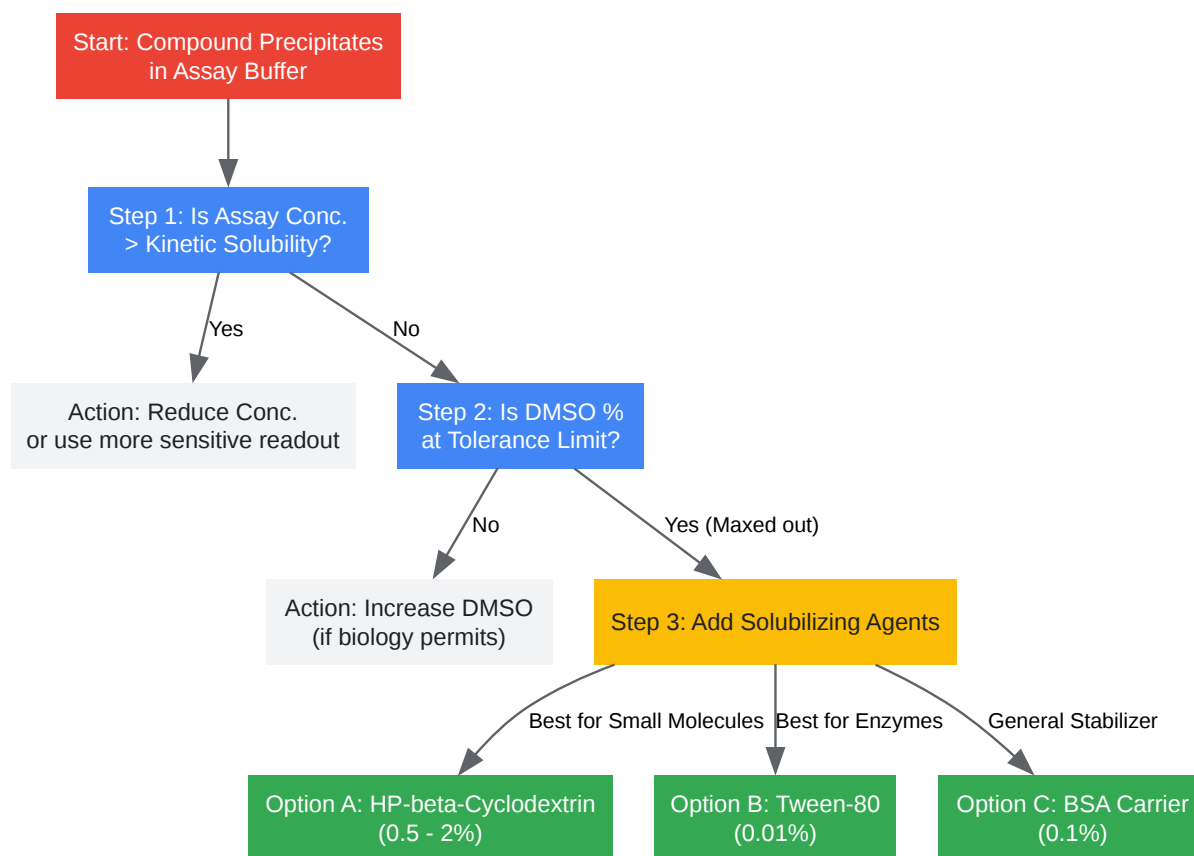 Start: Compound Precipitates
in Assay Buffer
Step 1: Is Assay Conc.
> Kinetic Solubility?
Yes
No
Action: Reduce Conc.
or use more sensitive readout
Step 2: Is DMSO %
at Tolerance Limit?
No
Yes (Maxed out)
Action: Increase DMSO
(if biology permits)
Step 3: Add Solubilizing Agents
Best for Small Molecules
Best for Enzymes
General Stabilizer
Option A: HP-beta-Cyclodextrin
(0.5 - 2%)
Option B: Tween-80
(0.01%)
Option C: BSA Carrier
(0.1%)